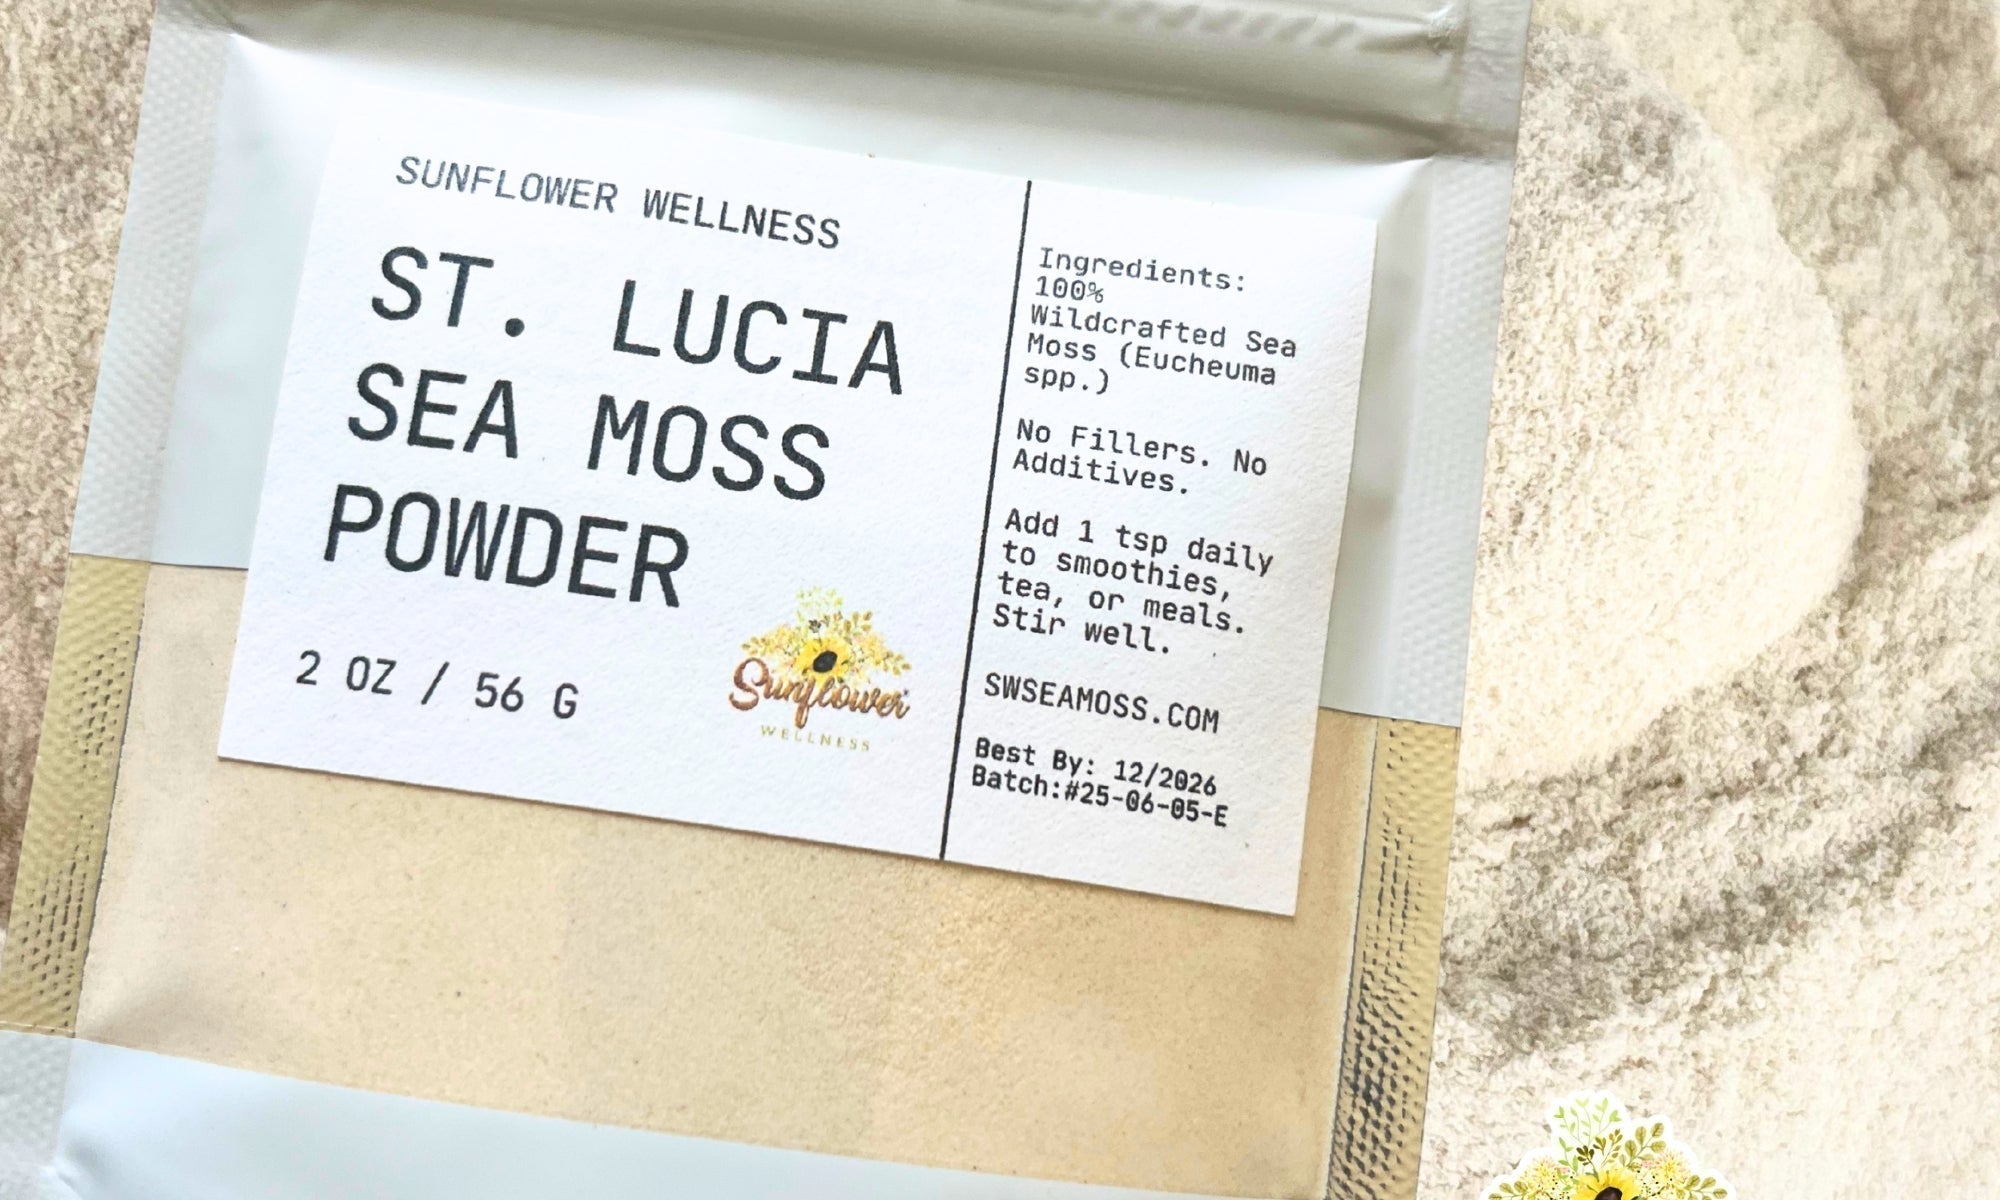 SUNFLOWER WELLNESS
ST. LUCIA
SEA MOSS
POWDER
2 OZ / 56 G
Sunflower
WELLNESS
Ingredients:
100%
Wildcrafted Sea
Moss (Eucheuma
spp.)
No Fillers. No
Additives.
Add 1 tsp daily
to smoothies,
tea, or meals.
Stir well.
SWSEAMOSS.COM
Best By: 12/2026
Batch:#25-06-05-E